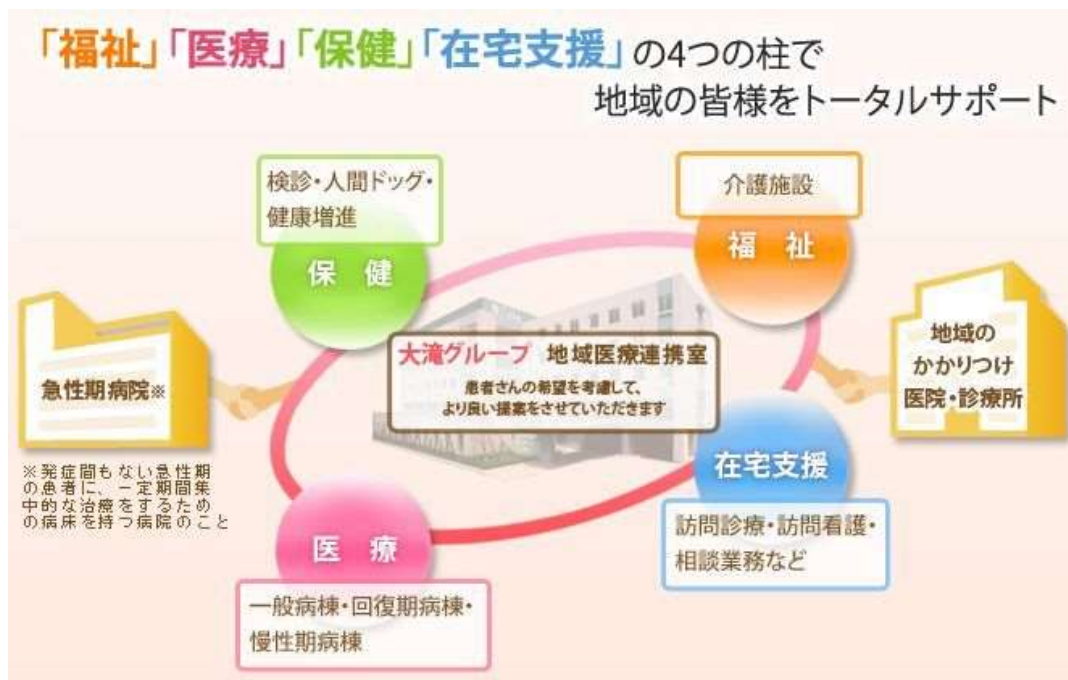 「福祉」「医療」「保健」「在宅支援」の4つの柱で
地域の皆様をトータルサポート
検診・人間ドッグ・
健康増進
保健
介護施設
福祉
急性期病院※
※発症間もない急性期
の患者に、一定期間集
中的な治療をするため
の病床を持つ病院のこと
大滝グループ 地域医療連携室
患者さんの希望を考慮して、
より良い提案をさせていただきます
地域の
かかりつけ
医院・診療所
医療
一般病棟・回復期病棟・
慢性期病棟
在宅支援
訪問診療・訪問看護・
相談業務など